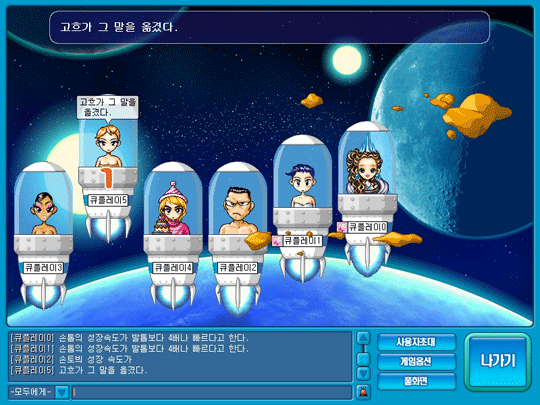 고흐가 그 말을 옮겼다.
고흐가 그 말을
옮겼다.
1
큐플레이5
큐플레이3
큐플레이4
큐플레이2
큐플레이1
큐플레이0
[큐플레이0] 손톱의 성장속도가 발톱보다 4배나 빠르다고 한다.
[큐플레이1] 손톱의 성장속도가 발톱보다 4배나 빠르다고 한다.
[큐플레이2] 손토빅 성장 속도가
[큐플레이5] 고흐가 그 말을 옮겼다.
-모두에게-
사용자초대
게임옵션
풀화면
나가기